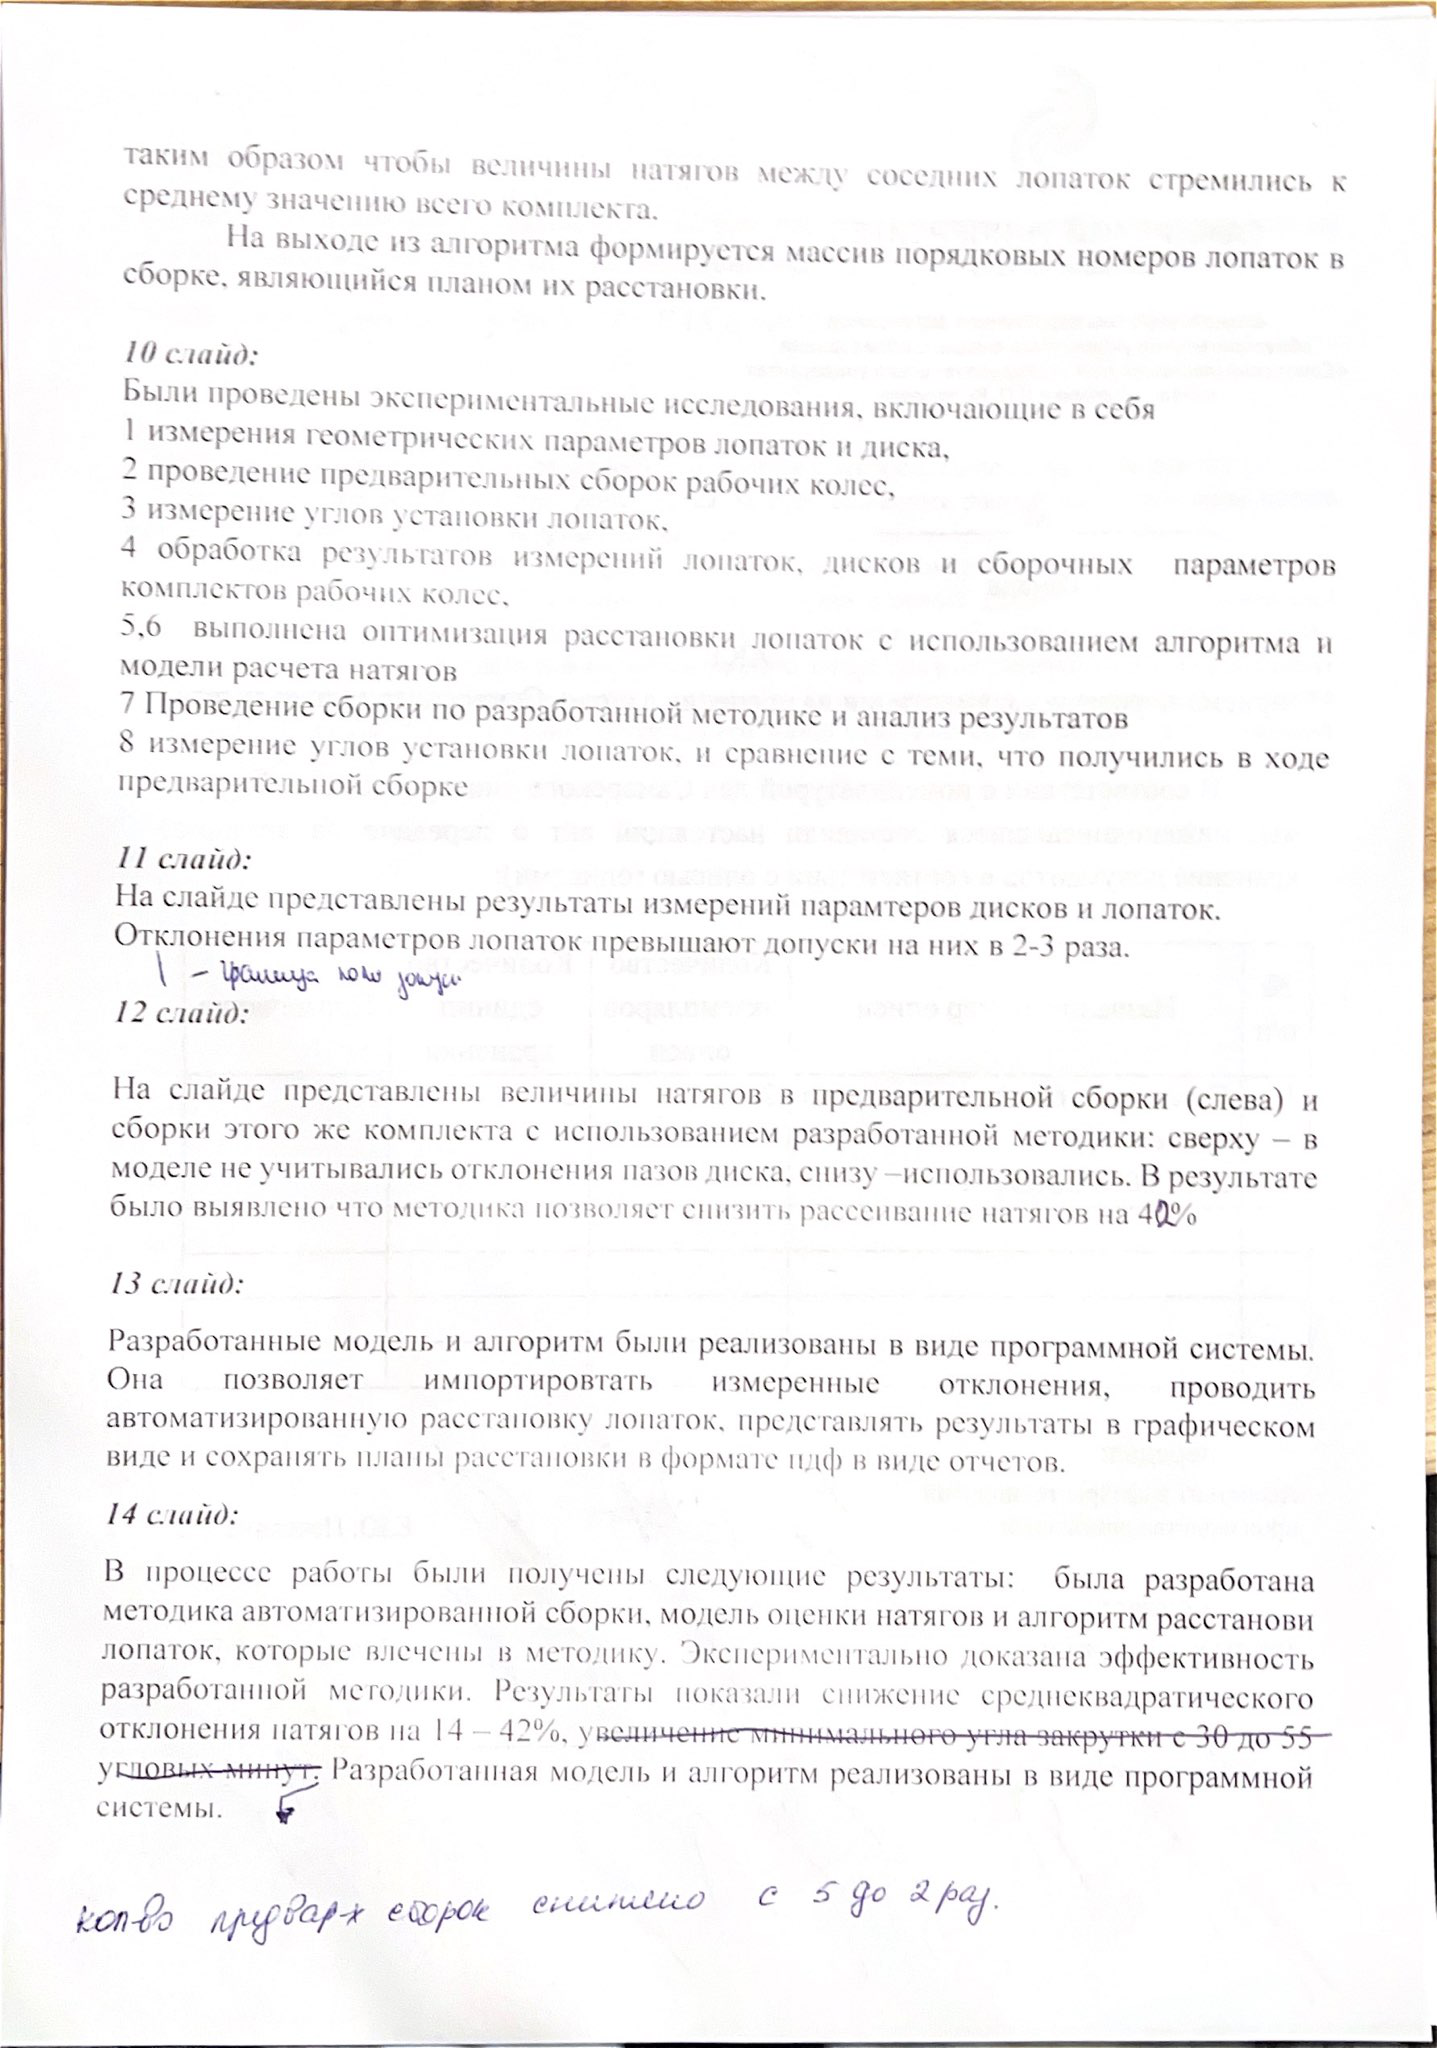 таким образом чтобы величины натягов между соседних лопаток стремились к
среднему значению всего комплекта.
На выходе из алгоритма формируется массив порядковых номеров лопаток в
сборке, являющийся планом их расстановки.
10 слайд:
Были проведены экспериментальные исследования, включающие в себя
1 измерения геометрических параметров лопаток и диска,
2 проведение предварительных сборок рабочих колес,
3 измерение углов установки лопаток,
4 обработка результатов измерений лопаток, дисков и сборочных параметров
комплектов рабочих колес,
5,6 выполнена оптимизация расстановки лопаток с использованием алгоритма и
модели расчета натягов
7 Проведение сборки по разработанной методике и анализ результатов
8 измерение углов установки лопаток, и сравнение с теми, что получились в ходе
предварительной сборке
11 слайд:
На слайде представлены результаты измерений парамтеров дисков и лопаток.
Отклонения параметров лопаток превышают допуски на них в 2-3 раза.
| – граница
12 слайд:
На слайде представлены величины натягов в предварительной сборки (слева) и
сборки этого же комплекта с использованием разработанной методики: сверху – в
моделе не учитывались отклонения пазов диска, снизу –использовались. В результате
было выявлено что методика позволяет снизить рассеивание натягов на 42%
13 слайд:
Разработанные модель и алгоритм были реализованы в виде программной системы.
Она позволяет импортировтать измеренные отклонения, проводить
автоматизированную расстановку лопаток, представлять результаты в графическом
виде и сохранять планы расстановки в формате пдф в виде отчетов.
14 слайд:
В процессе работы были получены следующие результаты: была разработана
методика автоматизированной сборки, модель оценки натягов и алгоритм расстанови
лопаток, которые влечены в методику. Экспериментально доказана эффективность
разработанной методики. Результаты показали снижение среднеквадратического
отклонения натягов на 14 – 42%, увеличение минимального угла закрутки с 30 до 55
угловых минут. Разработанная модель и алгоритм реализованы в виде программной
системы.
кол-во предвар-х сборок снижено с 5 до 2 раз.